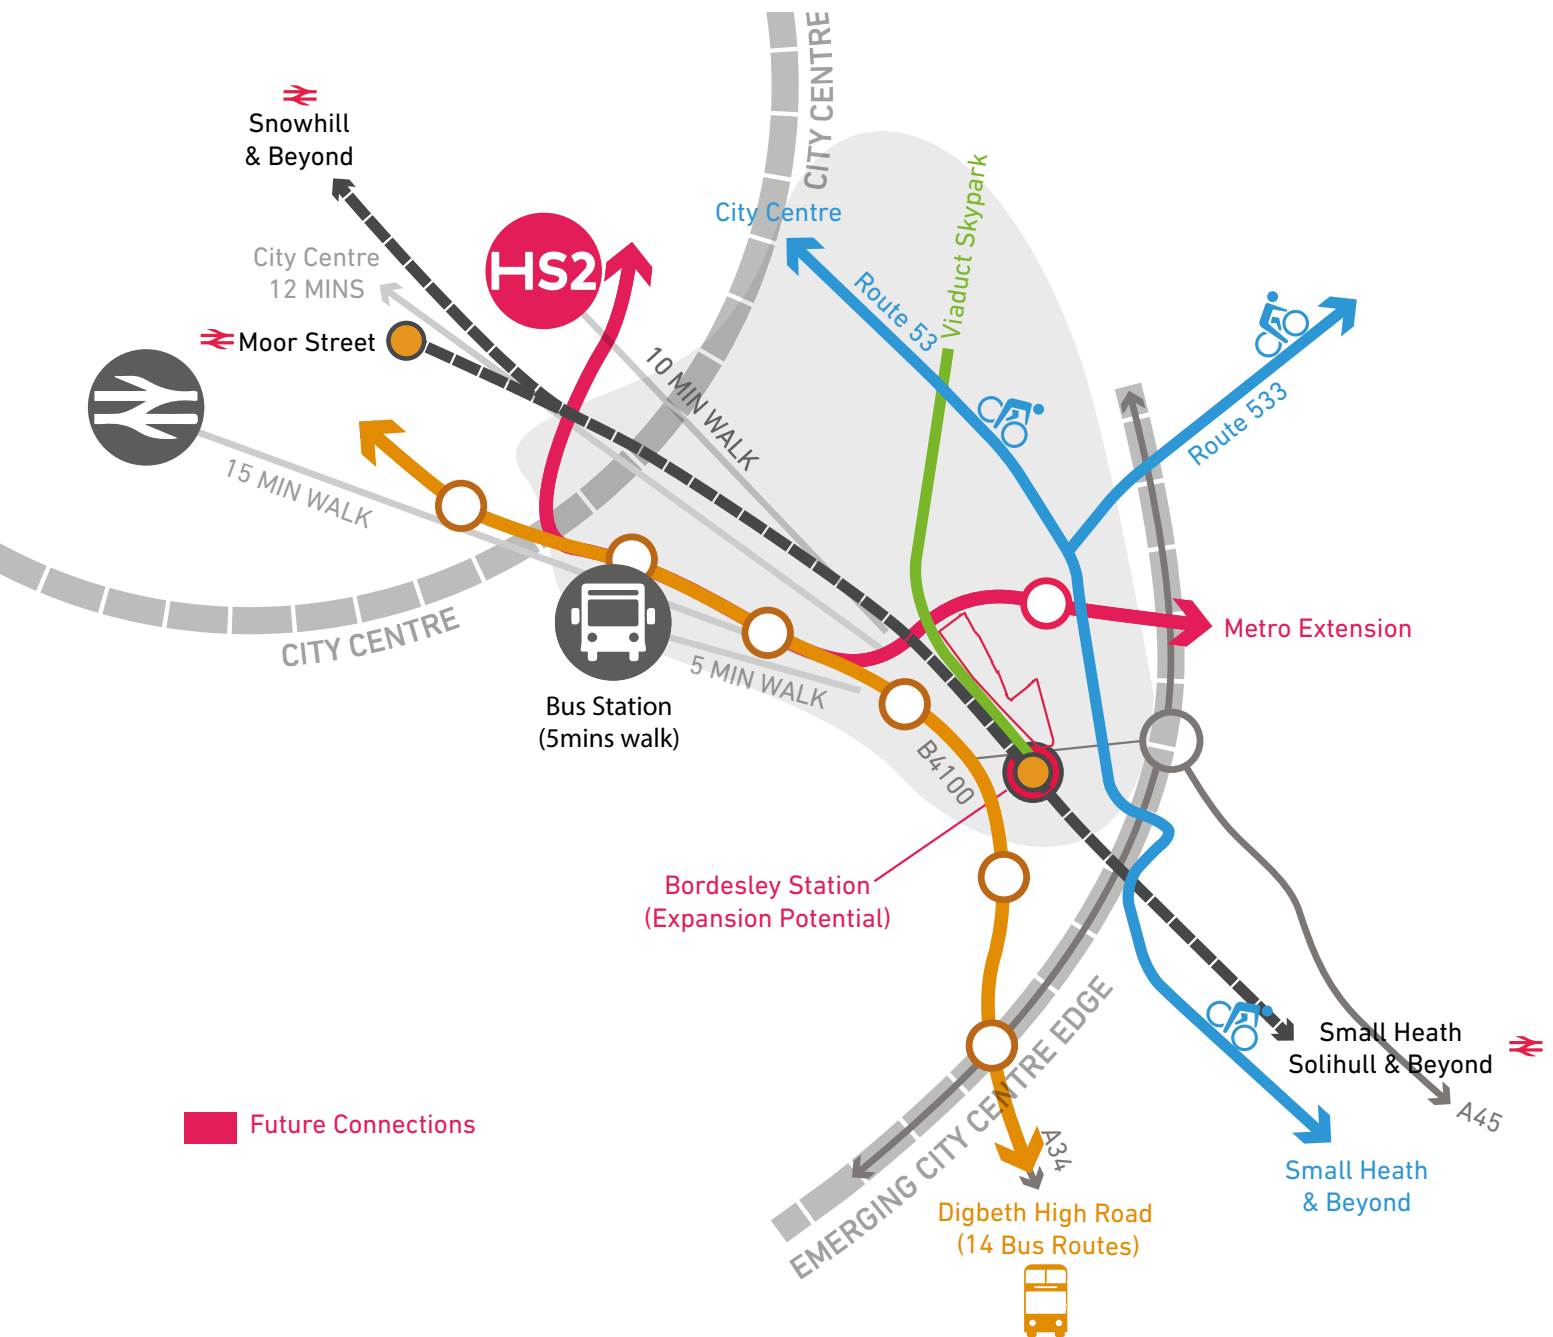 CITY CENTRE
Snowhill
& Beyond
City Centre
12 MINS
HS2
City Centre
Viaduct Skypark
Route 53
Route 533
Moor Street
10 MIN WALK
15 MIN WALK
CITY CENTRE
Metro Extension
5 MIN WALK
Bus Station
(5mins walk)
B4100
Bordesley Station
(Expansion Potential)
EMERGING CITY CENTRE EDGE
Small Heath
Solihull & Beyond
A45
Future Connections
A34
Small Heath
& Beyond
Digbeth High Road
(14 Bus Routes)